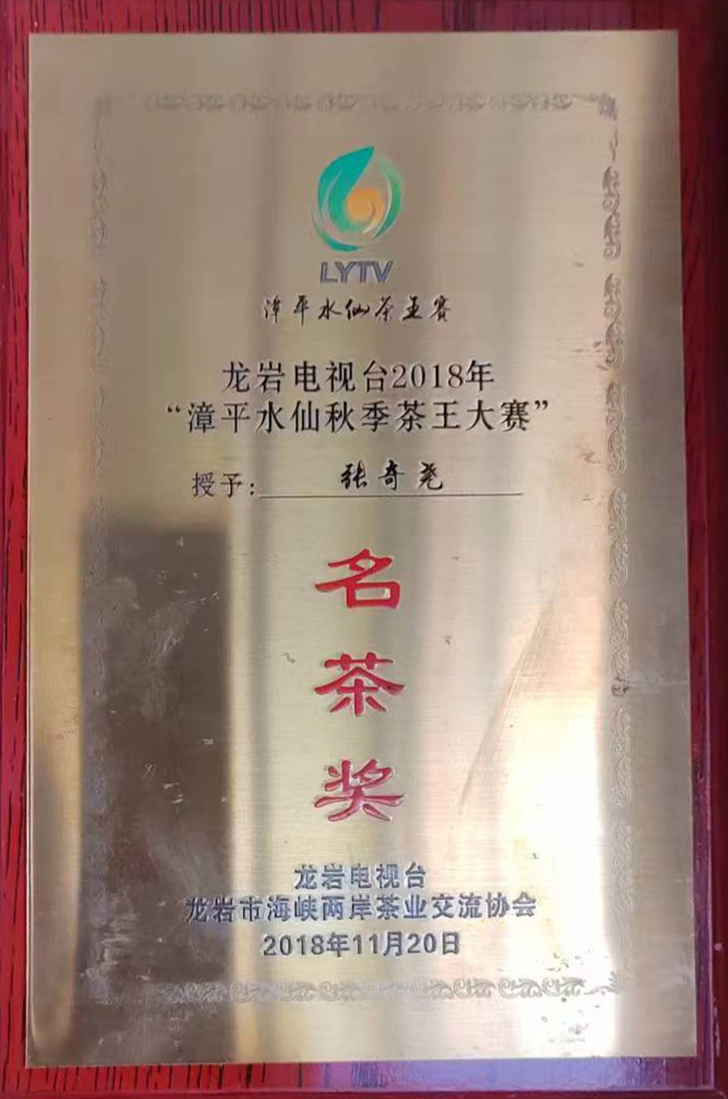 LYTV
漳平水仙茶王赛
龙岩电视台2018年
“漳平水仙秋季茶王大赛”
授予:张奇尧
名
茶
奖
龙岩电视台
龙岩市海峡两岸茶业交流协会
2018年11月20日